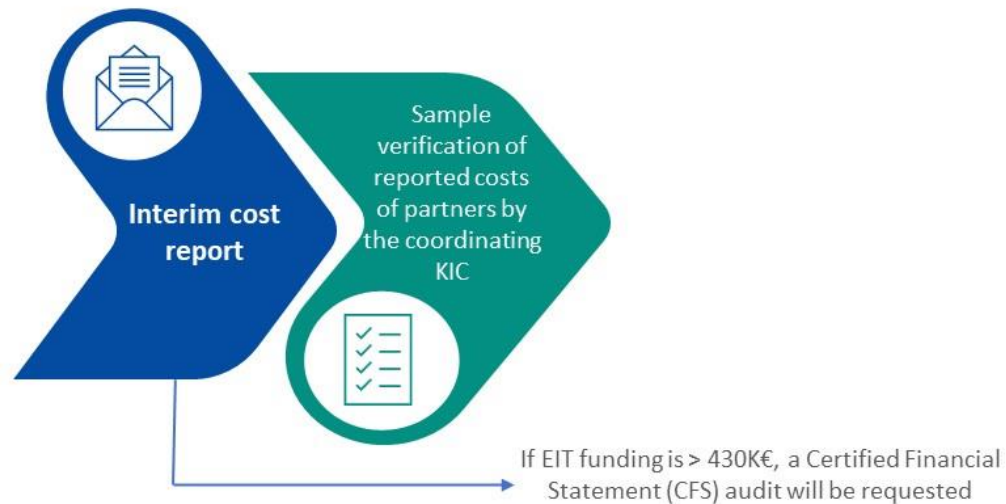 Interim cost
report
Sample
verification of
reported costs
of partners by
the coordinating
KIC
If EIT funding is > 430K€, a Certified Financial
Statement (CFS) audit will be requested